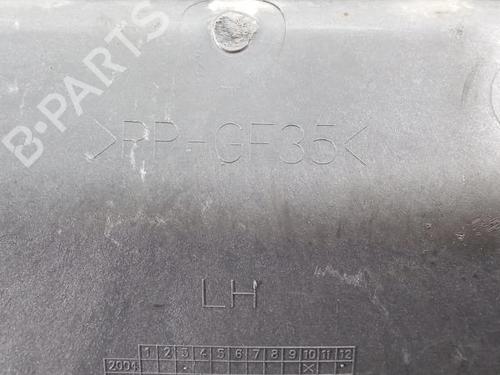 B-PARTS
>PP-GF35<
LH
1 2 3 4 5 6 7 8 9 10 11 12
2004 X